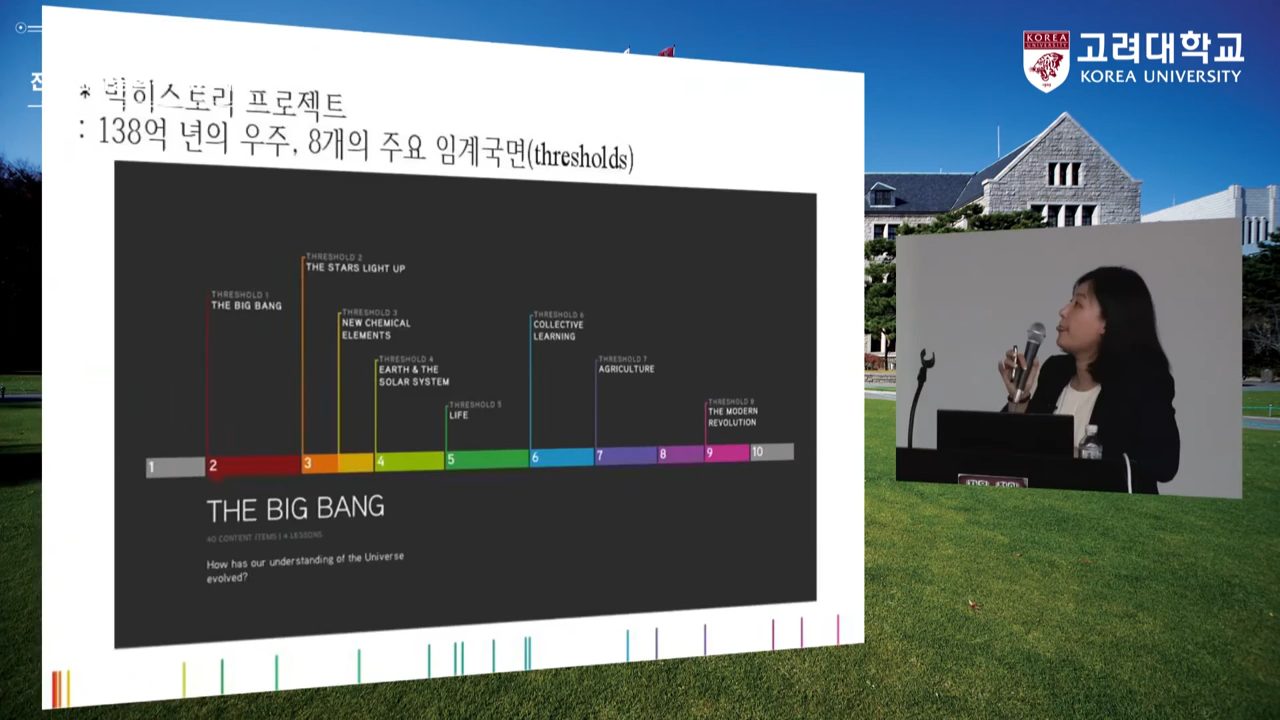 * 빅히스토리 프로젝트
: 138억 년의 우주, 8개의 주요 임계국면(thresholds)
THRESHOLD 1
THE BIG BANG
THRESHOLD 2
THE STARS LIGHT UP
THRESHOLD 3
NEW CHEMICAL
ELEMENTS
THRESHOLD 4
EARTH & THE
SOLAR SYSTEM
THRESHOLD 5
LIFE
THRESHOLD 6
COLLECTIVE
LEARNING
THRESHOLD 7
AGRICULTURE
THRESHOLD 8
THE MODERN
REVOLUTION
1 2 3 4 5 6 7 8 9 10
THE BIG BANG
40 CONTENT ITEMS | 4 LESSONS
How has our understanding of the Universe
evolved?
KOREA
UNIVERSITY
고려대학교
KOREA UNIVERSITY